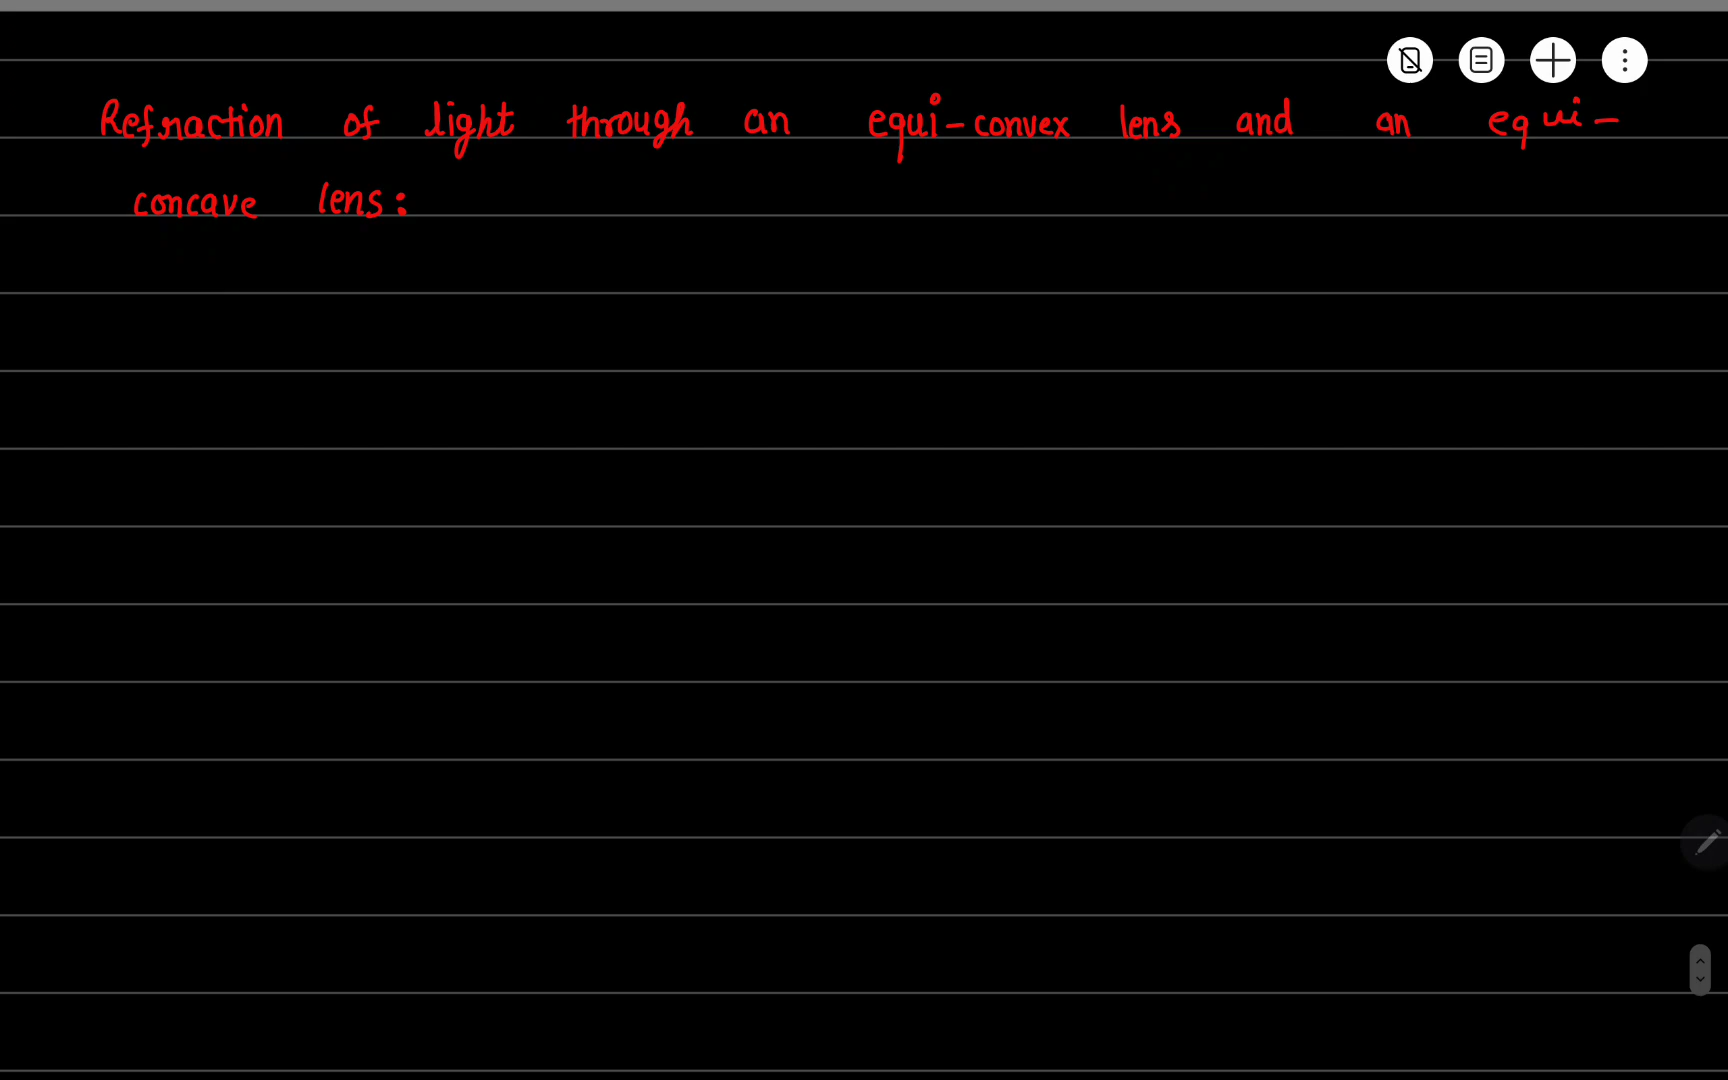 Refraction of light through an equi-convex lens and an equi-
concave lens: